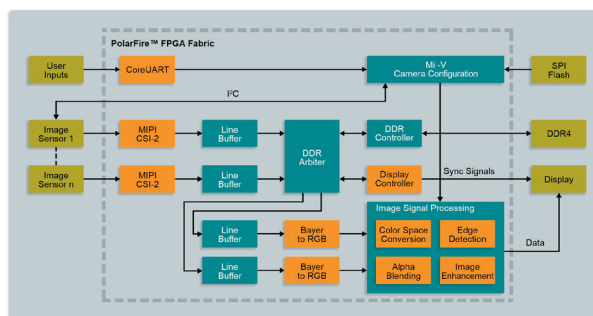 PolarFire™ FPGA Fabric
User
Inputs
CoreUART
Mi -V
Camera Configuration
SPI
Flash
I²C
Image
Sensor 1
MIPI
CSI-2
Line
Buffer
DDR
Arbiter
DDR
Controller
DDR4
Image
Sensor n
MIPI
CSI-2
Line
Buffer
Display
Controller
Sync Signals
Display
Image Signal Processing
Line
Buffer
Bayer
to RGB
Color Space
Conversion
Edge
Detection
Data
Line
Buffer
Bayer
to RGB
Alpha
Blending
Image
Enhancement